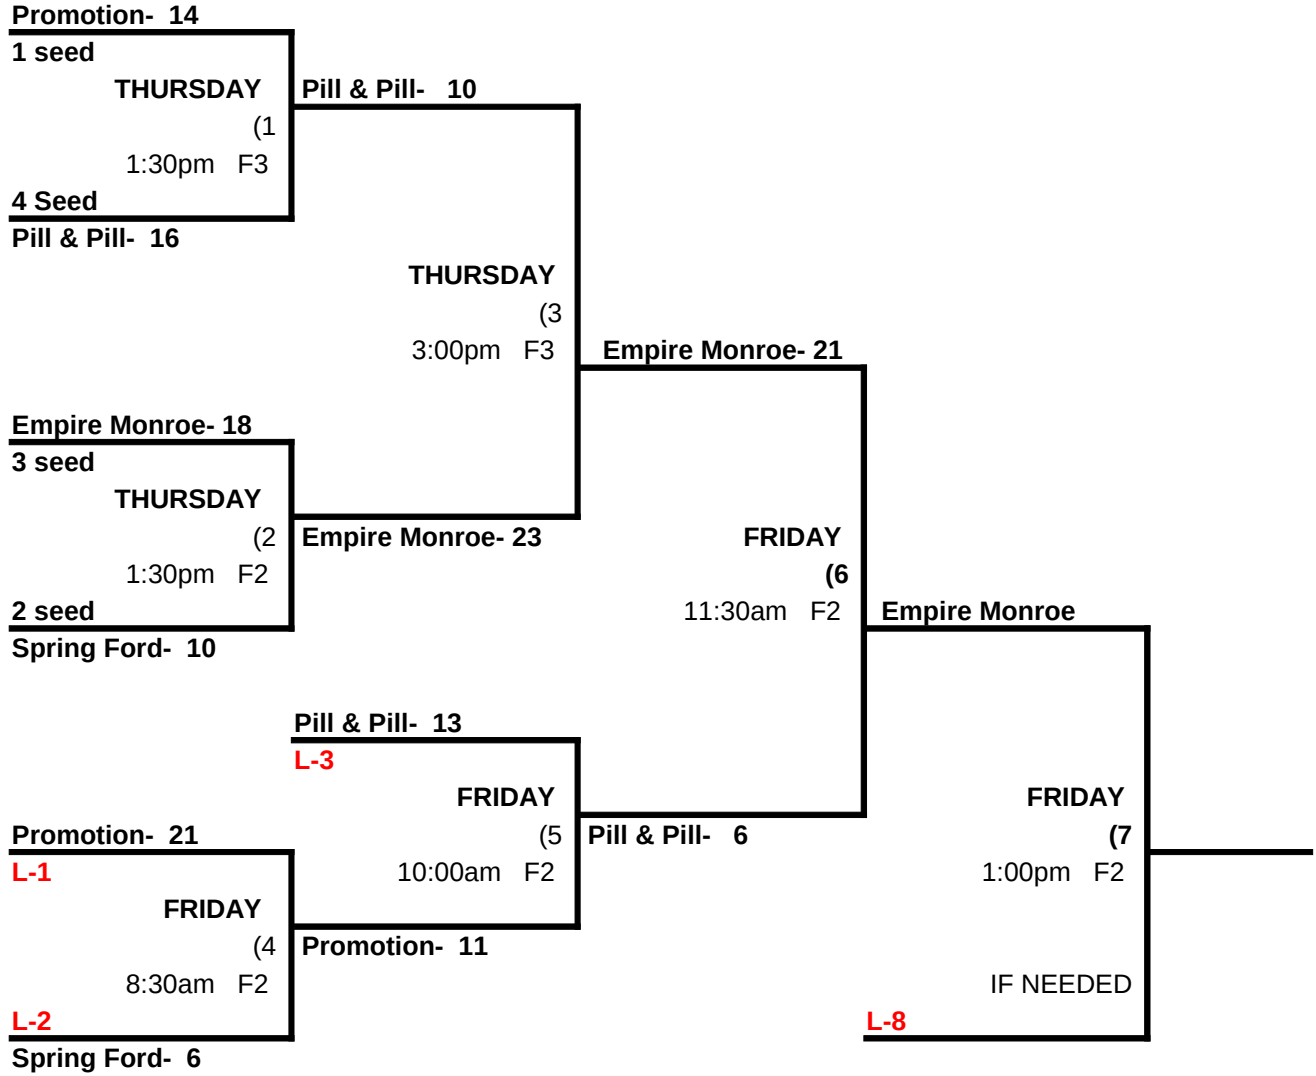 Promotion-  14
1 seed
THURSDAY
Pill & Pill-   10
(1
1:30pm   F3
4 Seed
Pill & Pill-  16
THURSDAY
(3
3:00pm   F3
Empire Monroe- 21
Empire Monroe- 18
3 seed
THURSDAY
(2
Empire Monroe- 23
1:30pm   F2
2 seed
Spring Ford-  10
FRIDAY
(6
11:30am   F2
Empire Monroe
Pill & Pill-  13
L-3
FRIDAY
(5
10:00am   F2
Pill & Pill-   6
Promotion-  21
L-1
FRIDAY
(4
Promotion-  11
8:30am   F2
L-2
Spring Ford-  6
FRIDAY
(7
1:00pm   F2
IF NEEDED
L-8